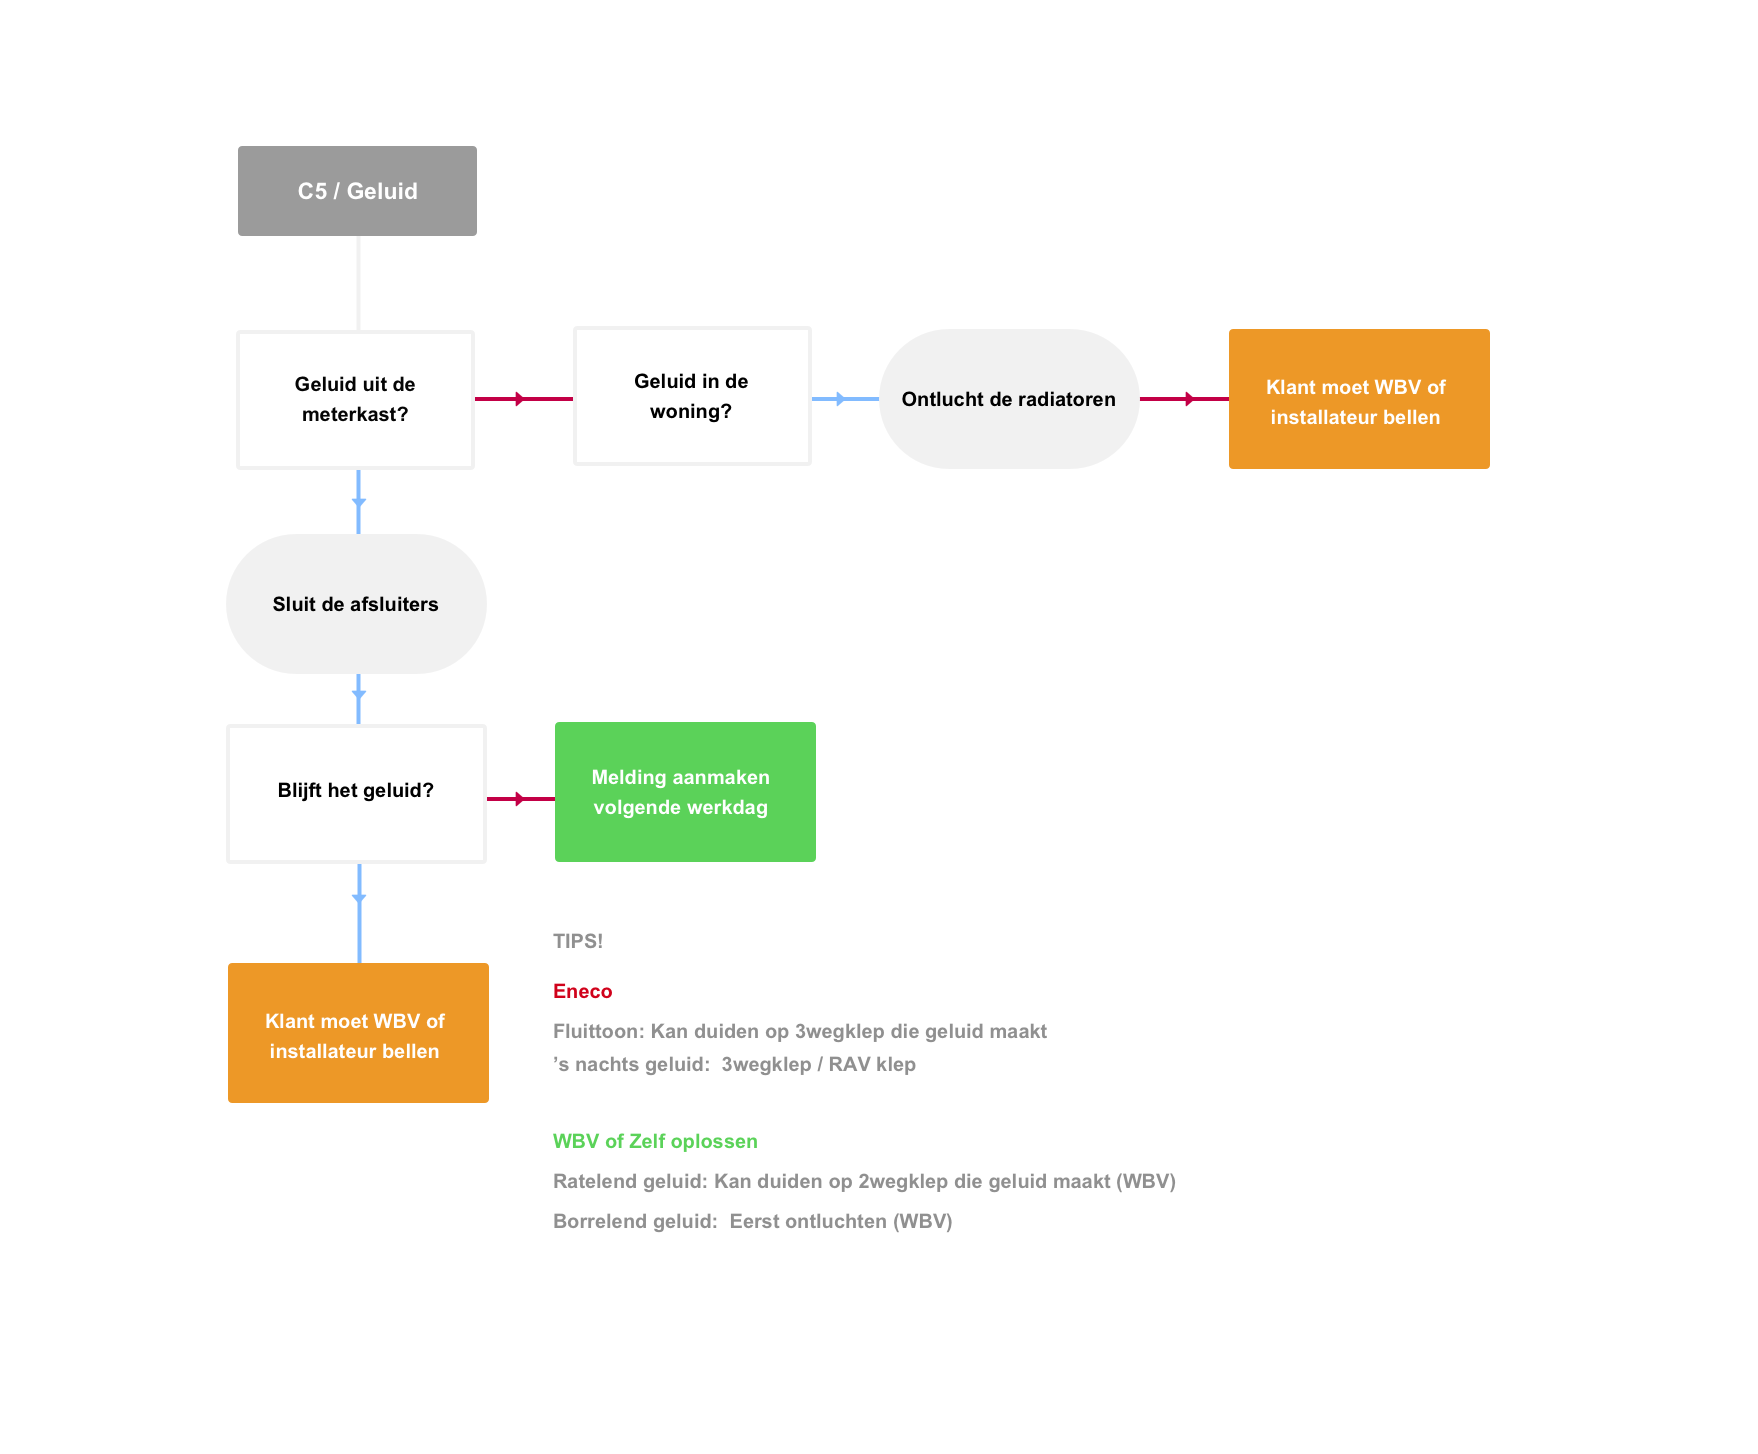 C5 / Geluid
Geluid uit de
meterkast?
Geluid in de
woning?
Ontlucht de radiatoren
Klant moet WBV of
installateur bellen
Sluit de afsluiters
Blijft het geluid?
Melding aanmaken
volgende werkdag
Klant moet WBV of
installateur bellen
TIPS!
Eneco
Fluittoon: Kan duiden op 3wegklep die geluid maakt
’s nachts geluid:  3wegklep / RAV klep
WBV of Zelf oplossen
Ratelend geluid: Kan duiden op 2wegklep die geluid maakt (WBV)
Borrelend geluid:  Eerst ontluchten (WBV)